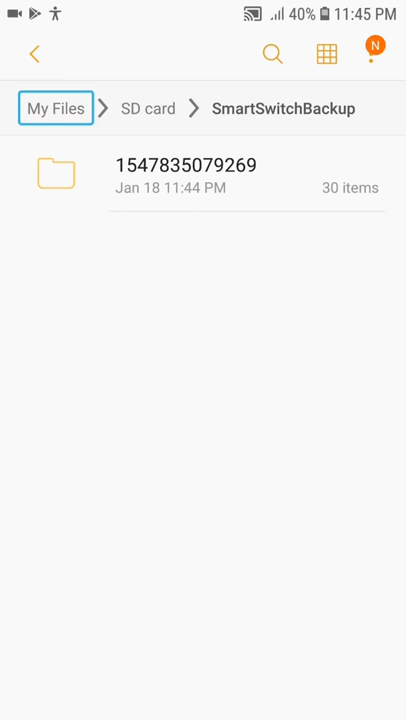 40% 11:45 PM
N
My Files SD card SmartSwitchBackup
1547835079269
Jan 18 11:44 PM 30 items